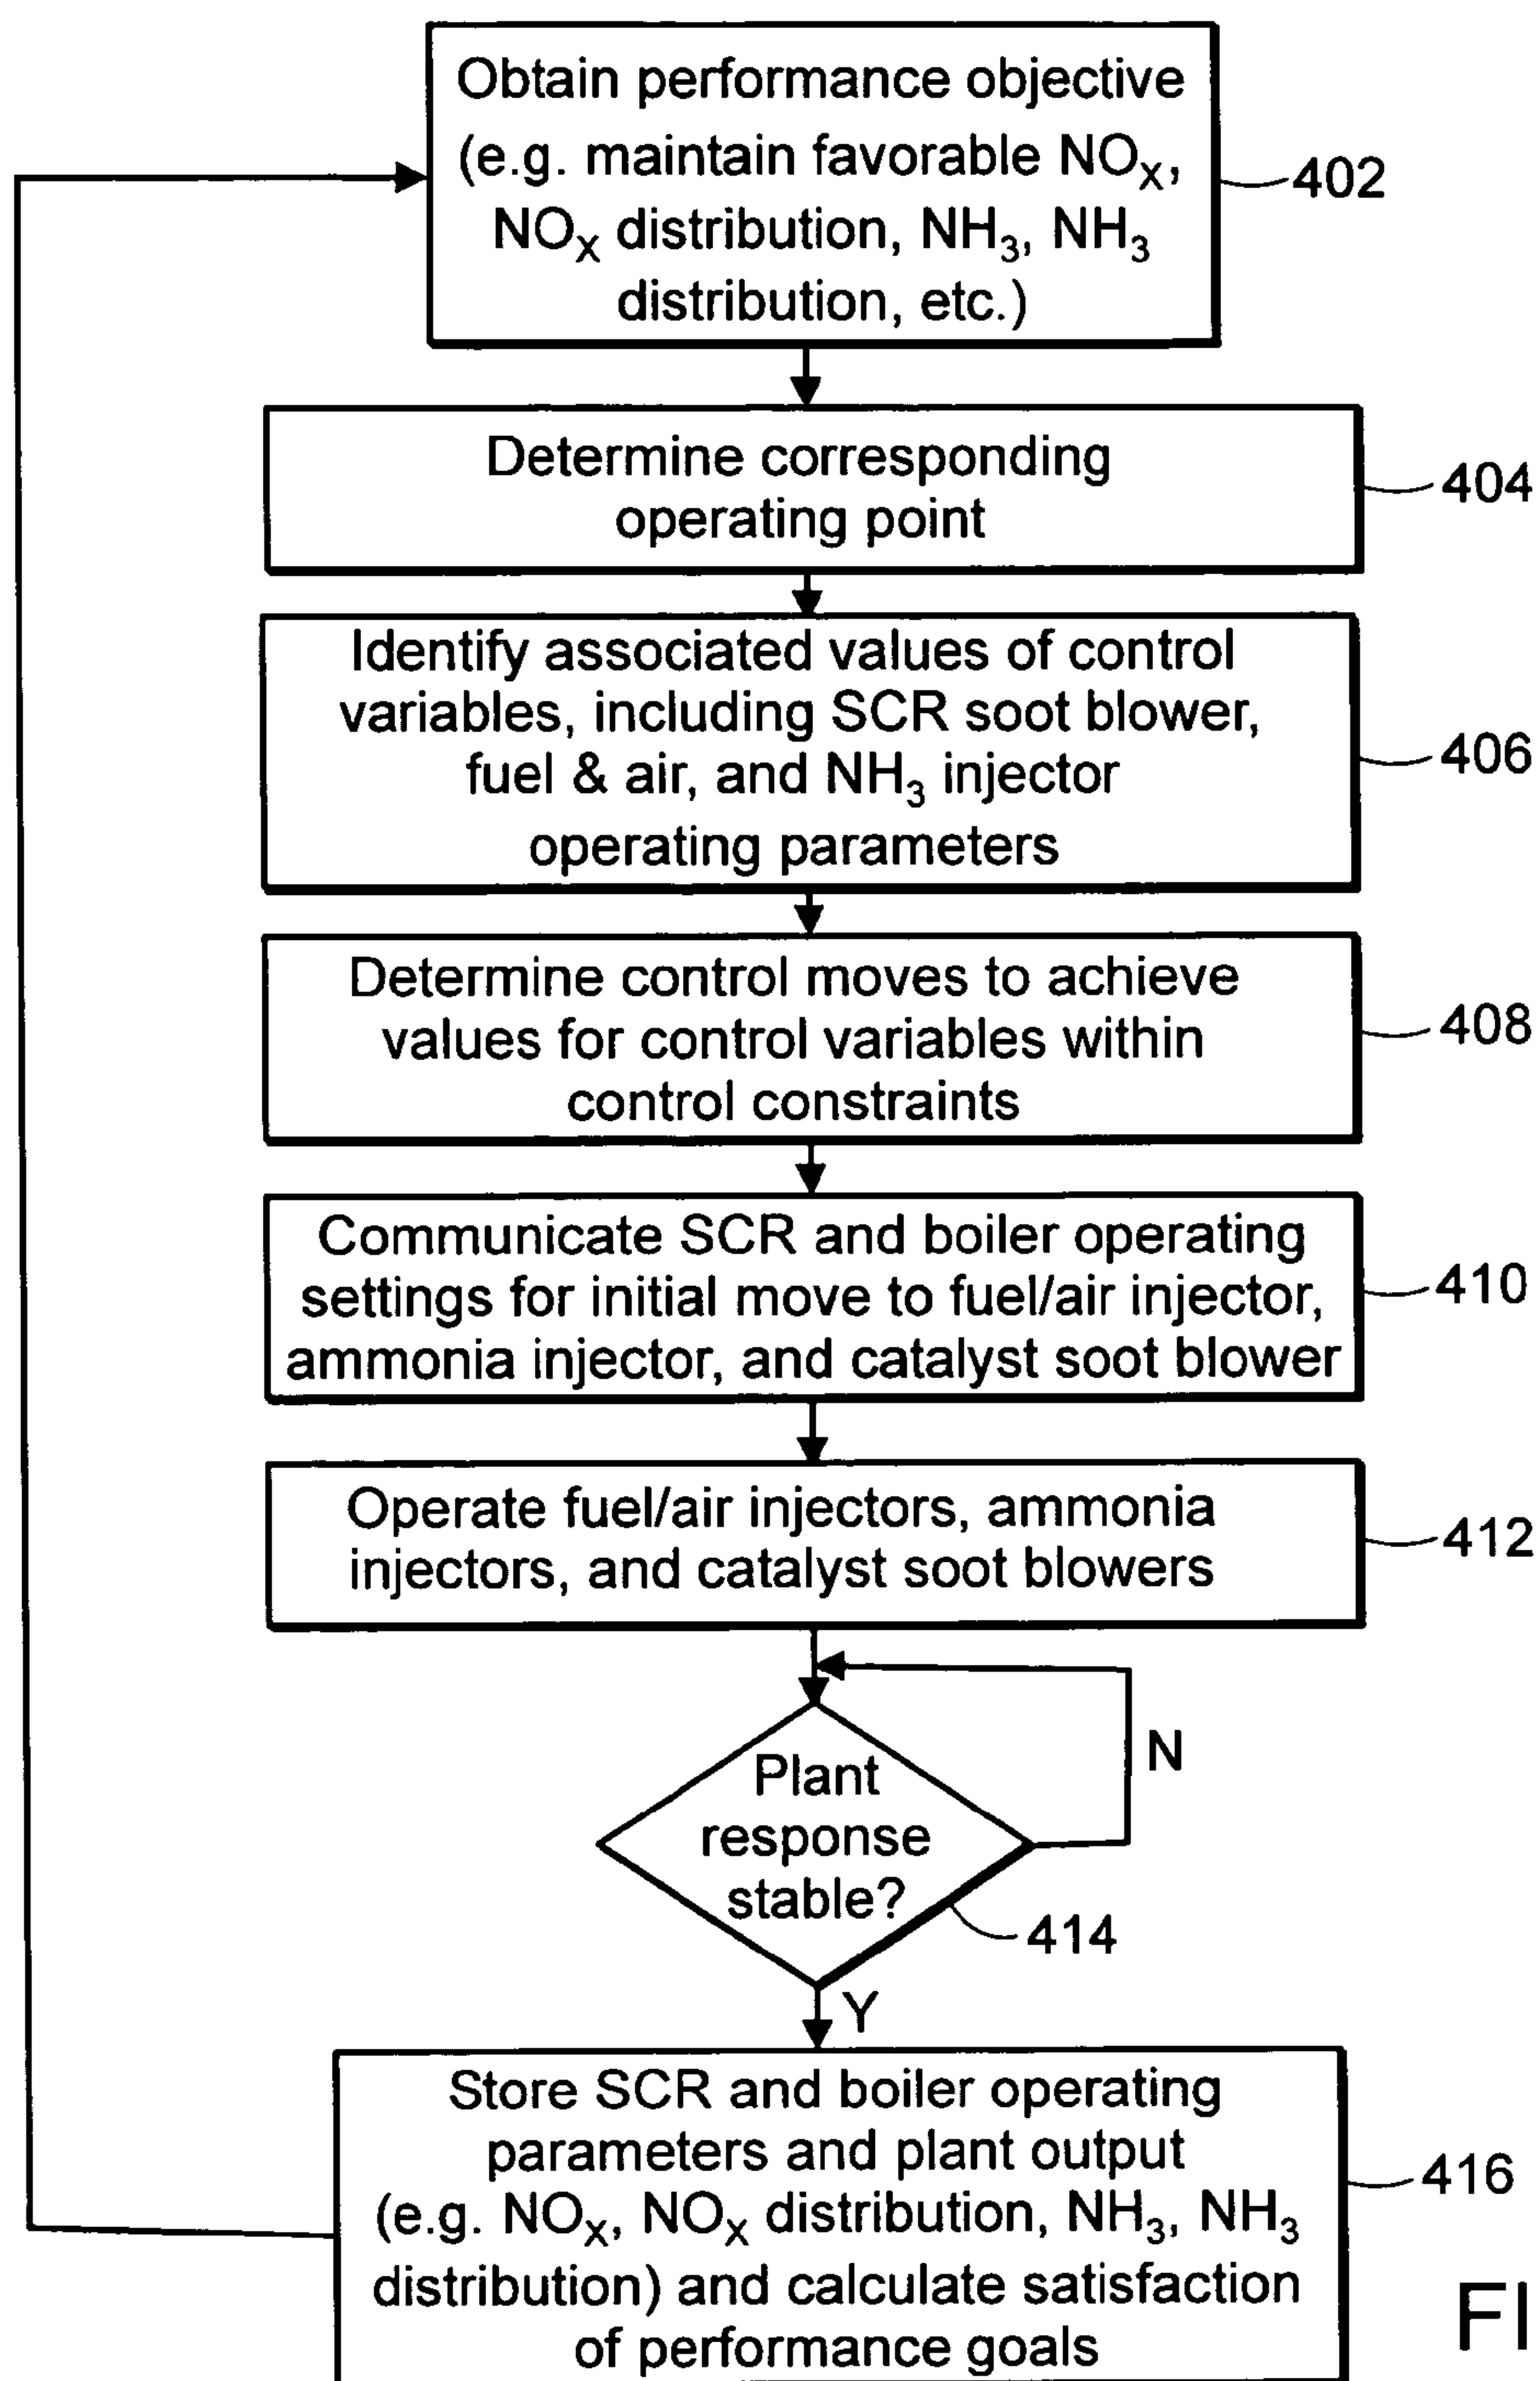 Obtain performance objective
(e.g. maintain favorable NOX,
NOX distribution, NH3, NH3
distribution, etc.)
402
Determine corresponding
operating point
404
Identify associated values of control
variables, including SCR soot blower,
fuel & air, and NH3 injector
operating parameters
406
Determine control moves to achieve
values for control variables within
control constraints
408
Communicate SCR and boiler operating
settings for initial move to fuel/air injector,
ammonia injector, and catalyst soot blower
410
Operate fuel/air injectors, ammonia
injectors, and catalyst soot blowers
412
N
Plant
response
stable?
414
Y
Store SCR and boiler operating
parameters and plant output
(e.g. NOX, NOX distribution, NH3, NH3
distribution) and calculate satisfaction
of performance goals
416
FI